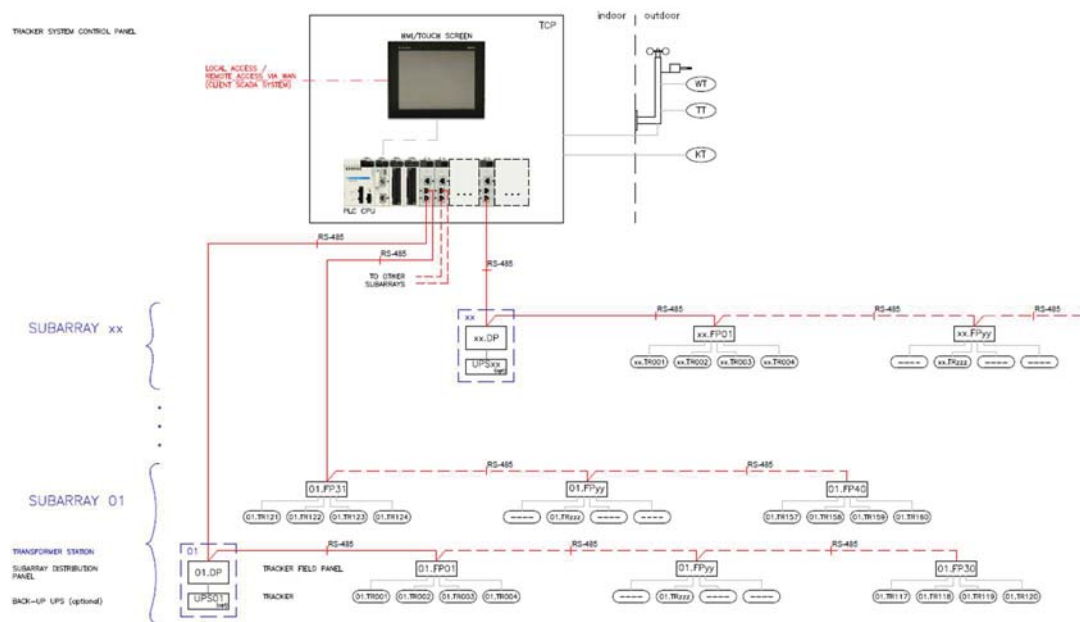 TCP
indoor
outdoor
TRACKER SYSTEM CONTROL PANEL
HMI/TOUCH SCREEN
LOCAL ACCESS /
REMOTE ACCESS VIA WAN
(CLIENT SCADA SYSTEM)
WT
TT
KT
...
...
PLC CPU
RS-485
RS-485
RS-485
TO OTHER
SUBARRAYS
SUBARRAY xx
xx
RS-485
RS-485
RS-485
xx.DP
xx.FP01
xx.FPyy
UPSxx
xx.TR001
xx.TR002
xx.TR003
xx.TR004
----
xx.TRzzz
----
----
SUBARRAY 01
RS-485
RS-485
01.FP31
01.FPyy
01.FP40
01.TR121
01.TR122
01.TR123
01.TR124
----
01.TRzzz
----
----
01.TR157
01.TR158
01.TR159
01.TR160
TRANSFORMER STATION
01
RS-485
RS-485
RS-485
SUBARRAY DISTRIBUTION
PANEL
01.DP
TRACKER FIELD PANEL
01.FP01
01.FPyy
01.FP30
BACK-UP UPS (optional)
UPS01
TRACKER
01.TR001
01.TR002
01.TR003
01.TR004
----
01.TRzzz
----
----
01.TR117
01.TR118
01.TR119
01.TR120